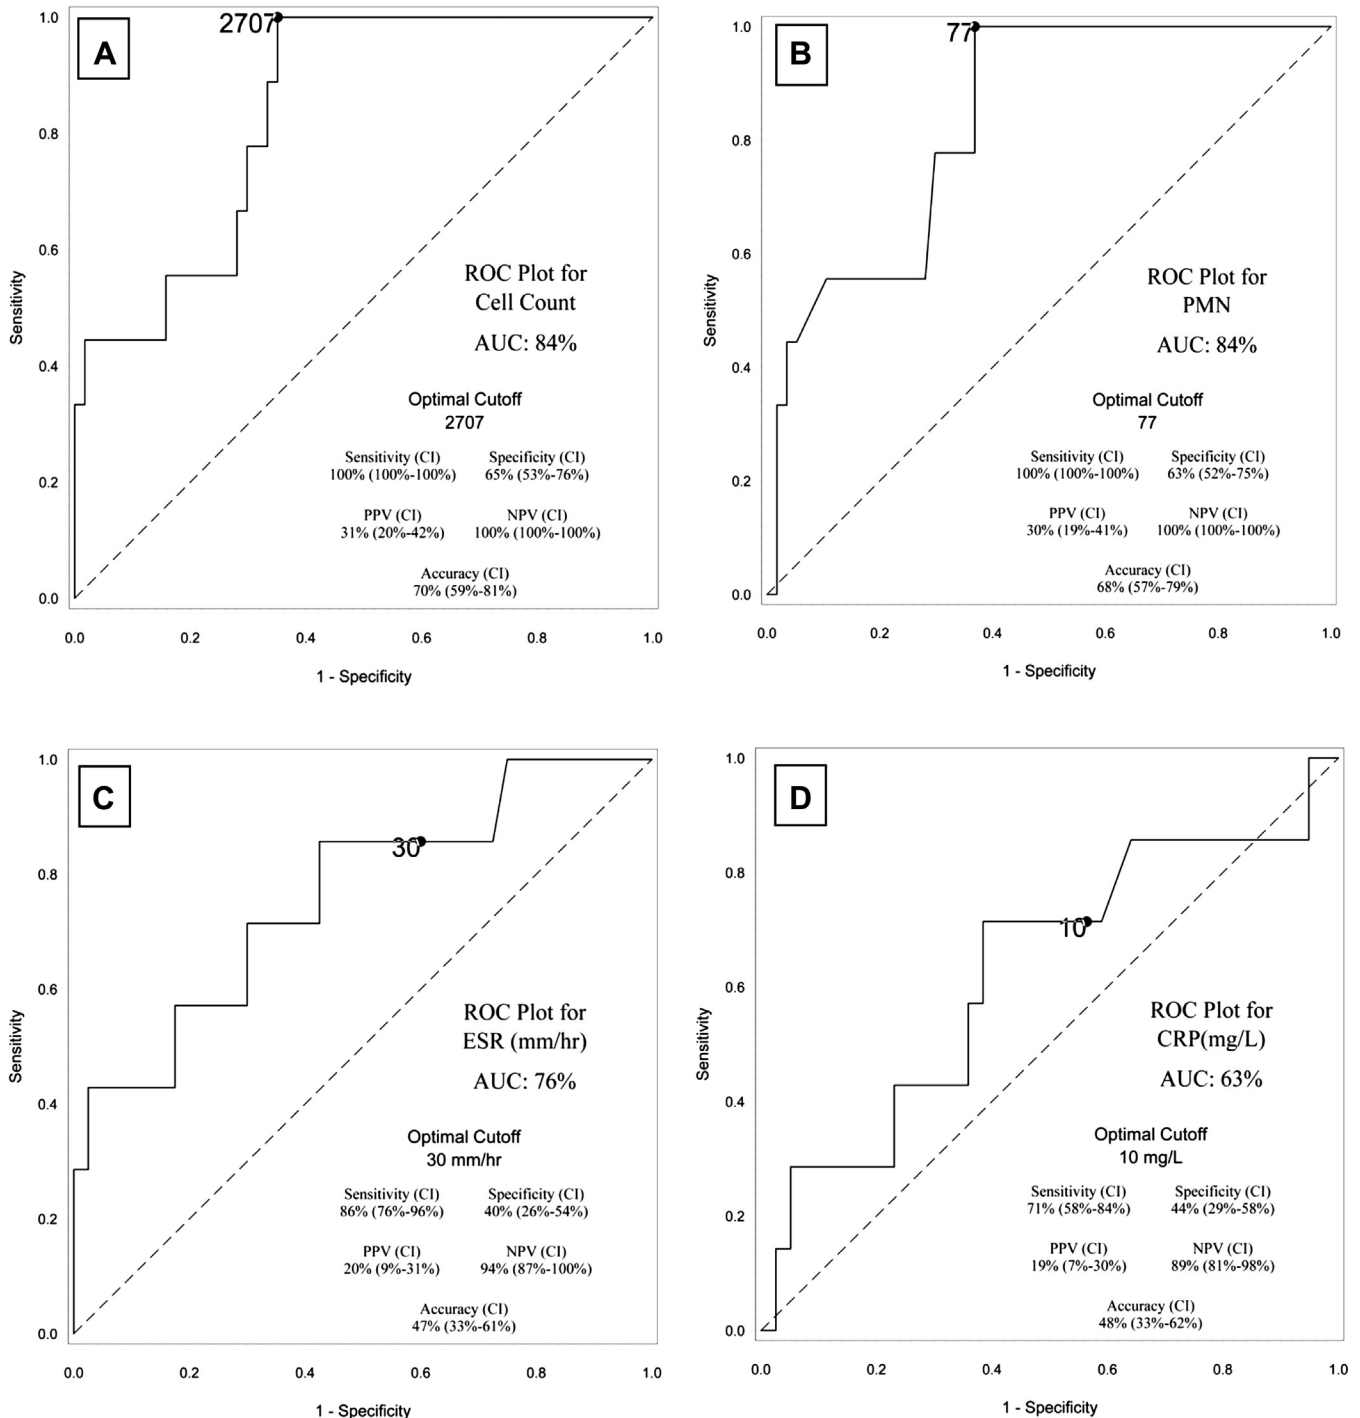 A
2707
1.0
0.8
0.6
0.4
0.2
0.0
Sensitivity
ROC Plot for
Cell Count
AUC: 84%
Optimal Cutoff
2707
Sensitivity (CI) Specificity (CI)
100% (100%-100%) 65% (53%-76%)
PPV (CI) NPV (CI)
31% (20%-42%) 100% (100%-100%)
Accuracy (CI)
70% (59%-81%)
0.0 0.2 0.4 0.6 0.8 1.0
1 - Specificity
B
77
1.0
0.8
0.6
0.4
0.2
0.0
Sensitivity
ROC Plot for
PMN
AUC: 84%
Optimal Cutoff
77
Sensitivity (CI) Specificity (CI)
100% (100%-100%) 63% (52%-75%)
PPV (CI) NPV (CI)
30% (19%-41%) 100% (100%-100%)
Accuracy (CI)
68% (57%-79%)
0.0 0.2 0.4 0.6 0.8 1.0
1 - Specificity
C
30
1.0
0.8
0.6
0.4
0.2
0.0
Sensitivity
ROC Plot for
ESR (mm/hr)
AUC: 76%
Optimal Cutoff
30 mm/hr
Sensitivity (CI) Specificity (CI)
86% (76%-96%) 40% (26%-54%)
PPV (CI) NPV (CI)
20% (9%-31%) 94% (87%-100%)
Accuracy (CI)
47% (33%-61%)
0.0 0.2 0.4 0.6 0.8 1.0
1 - Specificity
D
10
1.0
0.8
0.6
0.4
0.2
0.0
Sensitivity
ROC Plot for
CRP(mg/L)
AUC: 63%
Optimal Cutoff
10 mg/L
Sensitivity (CI) Specificity (CI)
71% (58%-84%) 44% (29%-58%)
PPV (CI) NPV (CI)
19% (7%-30%) 89% (81%-98%)
Accuracy (CI)
48% (33%-62%)
0.0 0.2 0.4 0.6 0.8 1.0
1 - Specificity